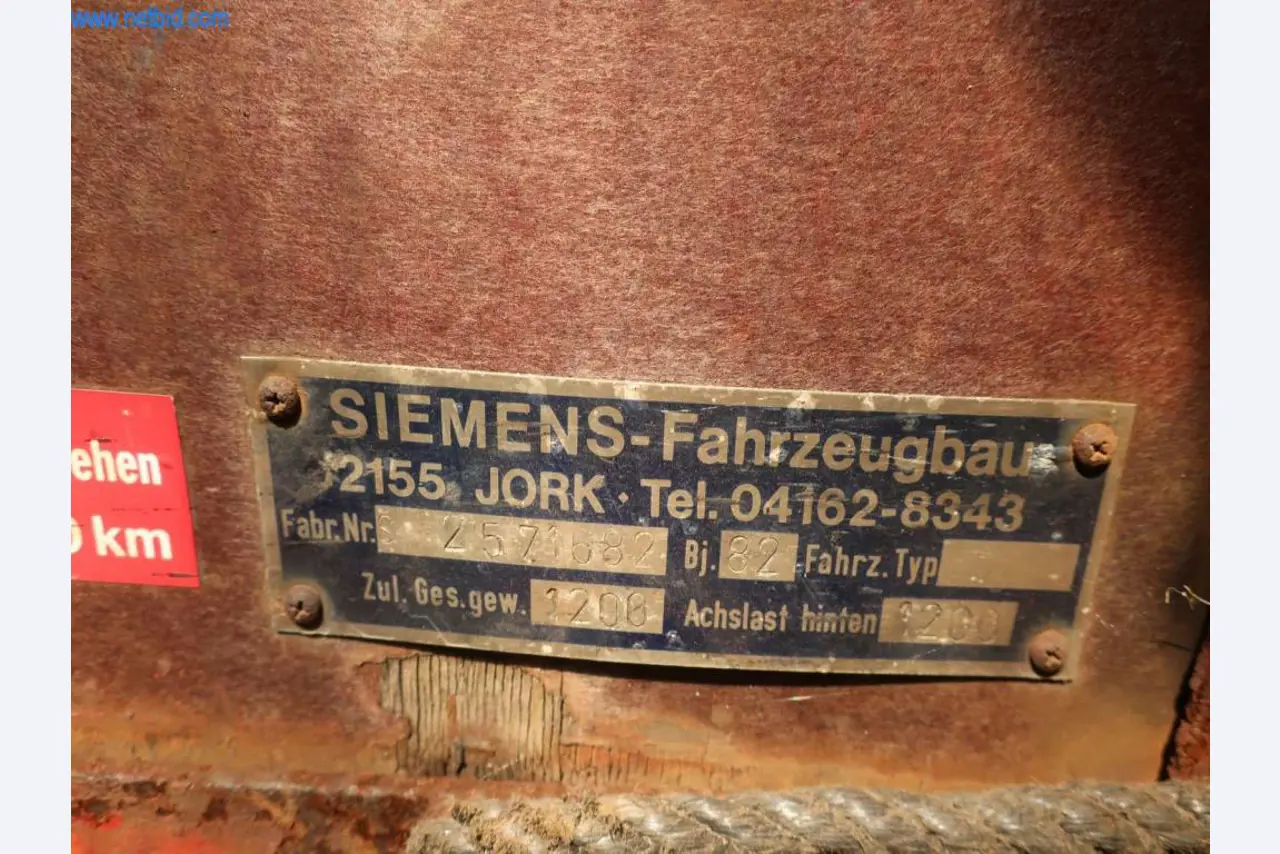 www.netbid.com
ehen
0 km
SIEMENS-Fahrzeugbau
2155 JORK · Tel. 04162-8343
Fabr.Nr. S 2571682 Bj. 82 Fahrz.Typ
Zul. Ges.gew. 1200 Achslast hinten 1200